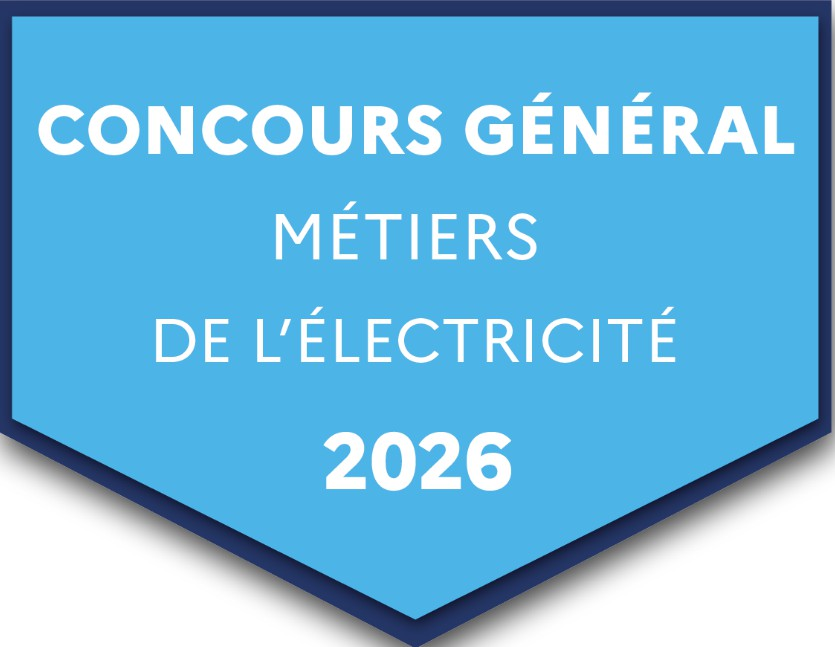 CONCOURS GÉNÉRAL
MÉTIERS
DE L’ÉLECTRICITÉ
2026